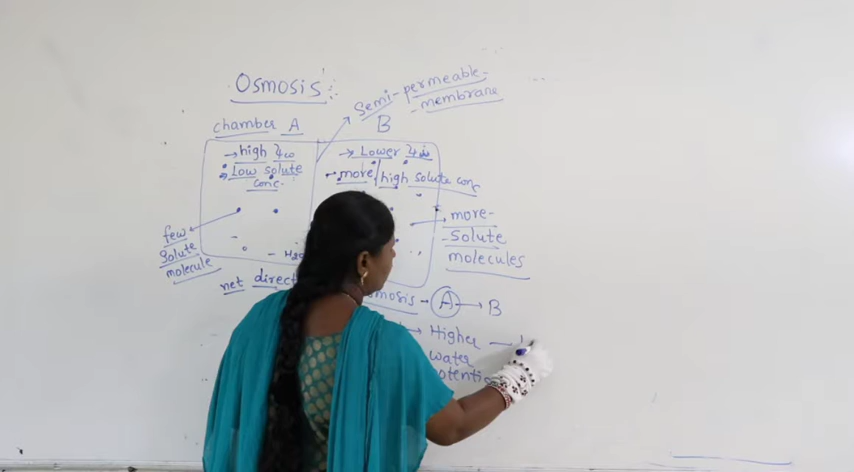 Osmosis
Semi-permeable-
- membrane
chamber A
B
→ high Ψw
→ Low solute
conc.
→ Lower Ψw
→ more/high solute conc
few
solute
molecule
more-
- solute
molecules
net direct
osmosis - A → B
→ Higher →
water
potenti